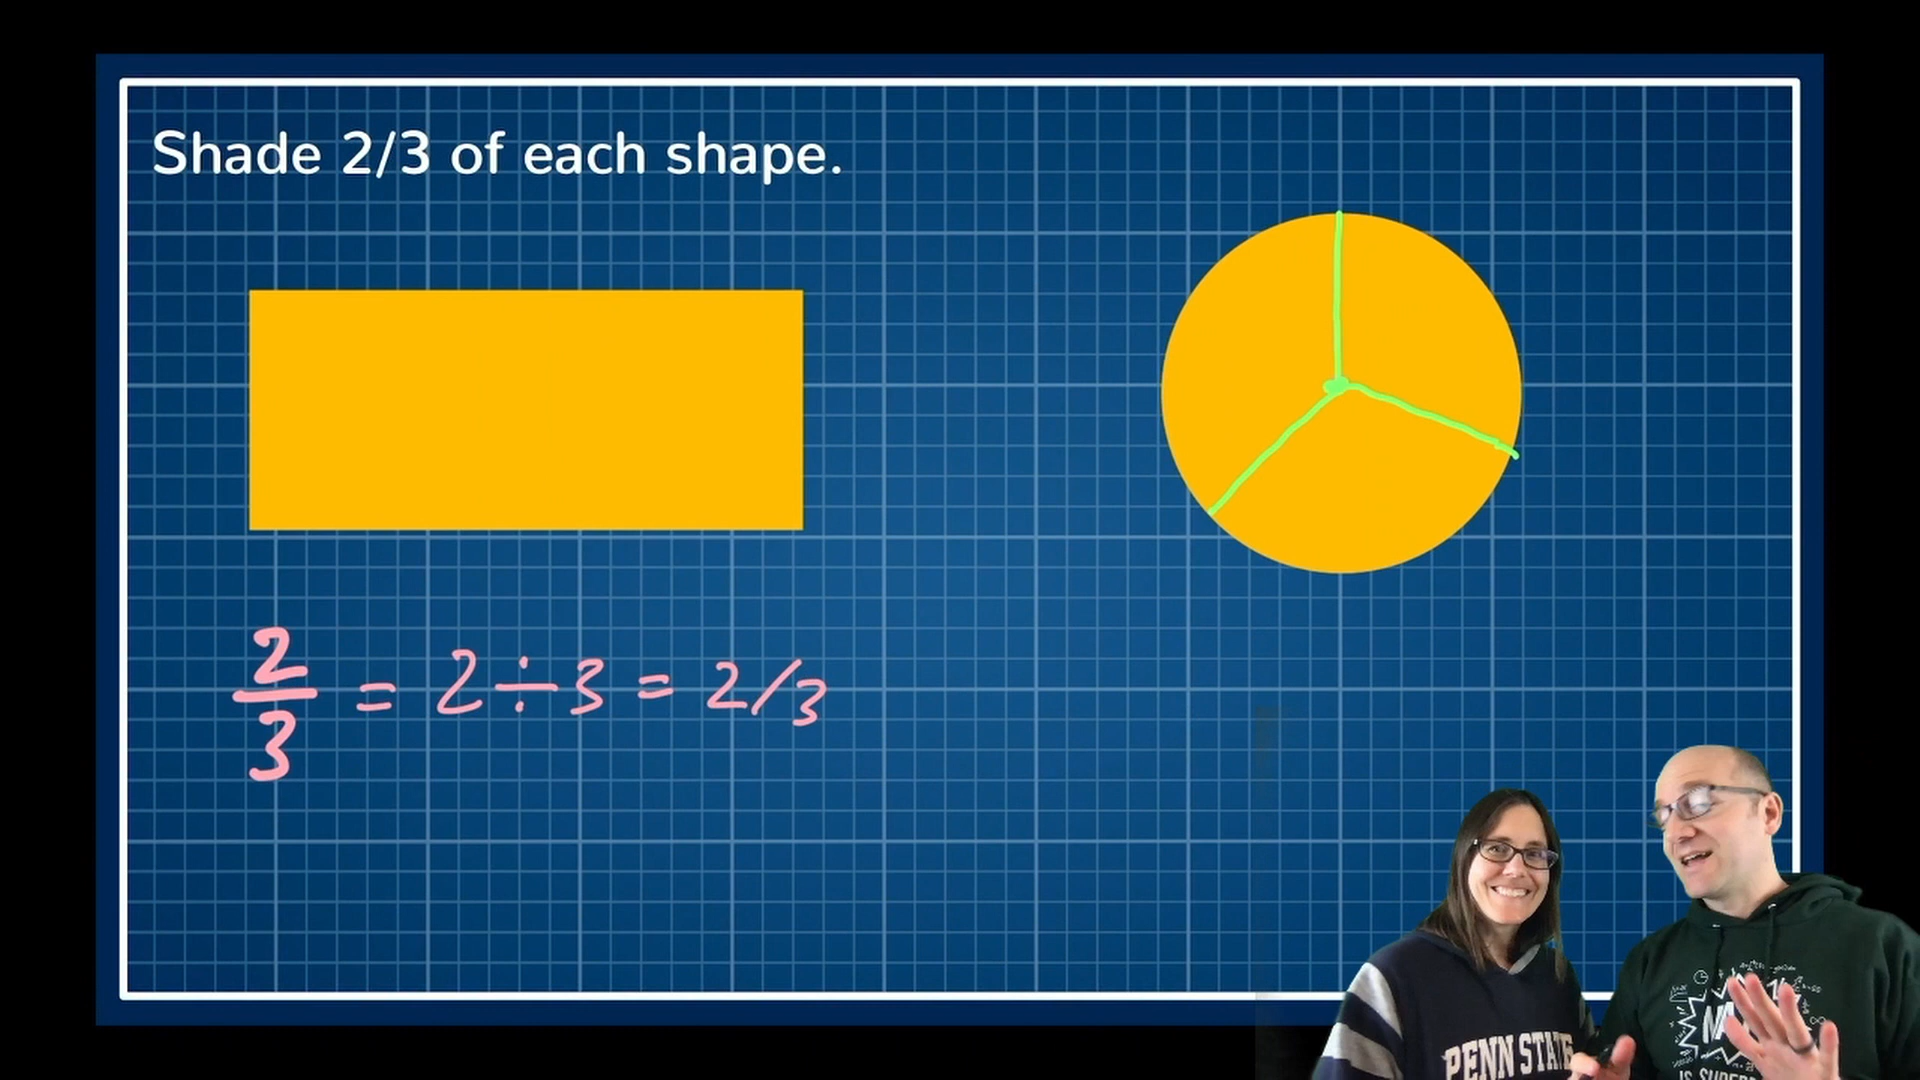 Shade 2/3 of each shape.
2/3 = 2 ÷ 3 = 2/3
PENN STATE